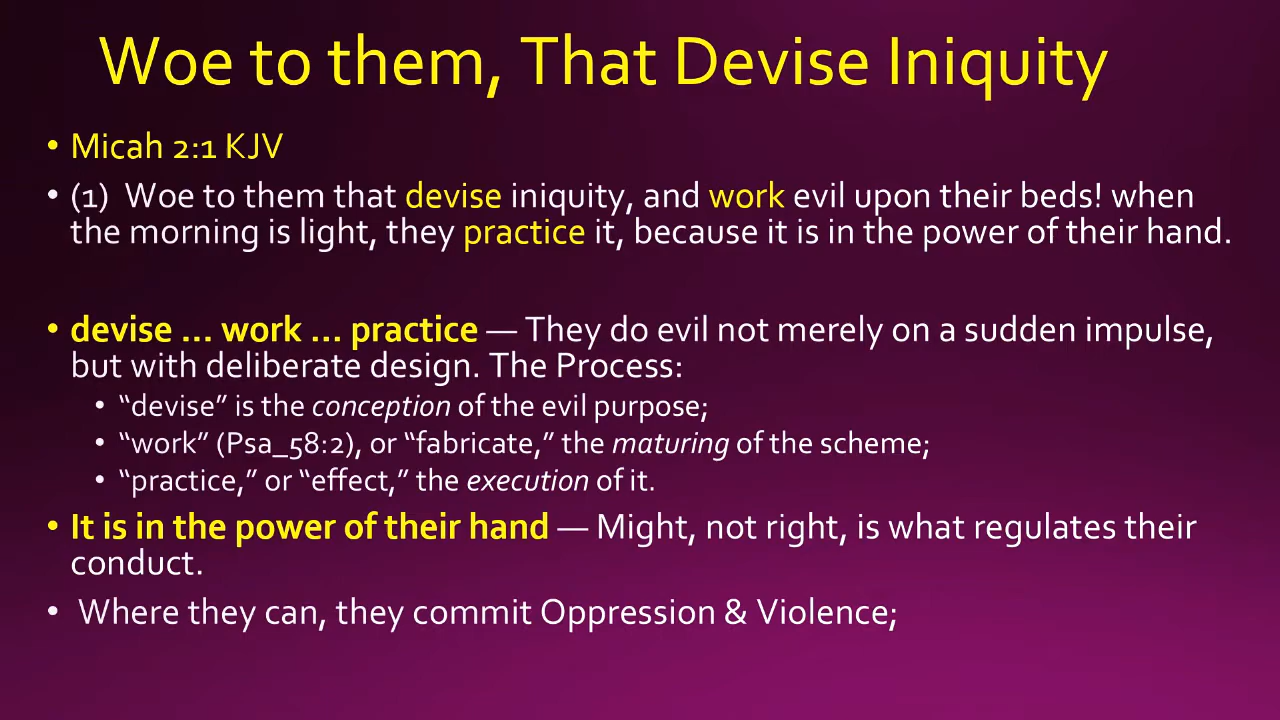 Woe to them, That Devise Iniquity
• Micah 2:1 KJV
• (1)  Woe to them that devise iniquity, and work evil upon their beds! when
the morning is light, they practice it, because it is in the power of their hand.
• devise ... work ... practice — They do evil not merely on a sudden impulse,
but with deliberate design. The Process:
• “devise” is the conception of the evil purpose;
• “work” (Psa_58:2), or “fabricate,” the maturing of the scheme;
• “practice,” or “effect,” the execution of it.
• It is in the power of their hand — Might, not right, is what regulates their
conduct.
• Where they can, they commit Oppression & Violence;